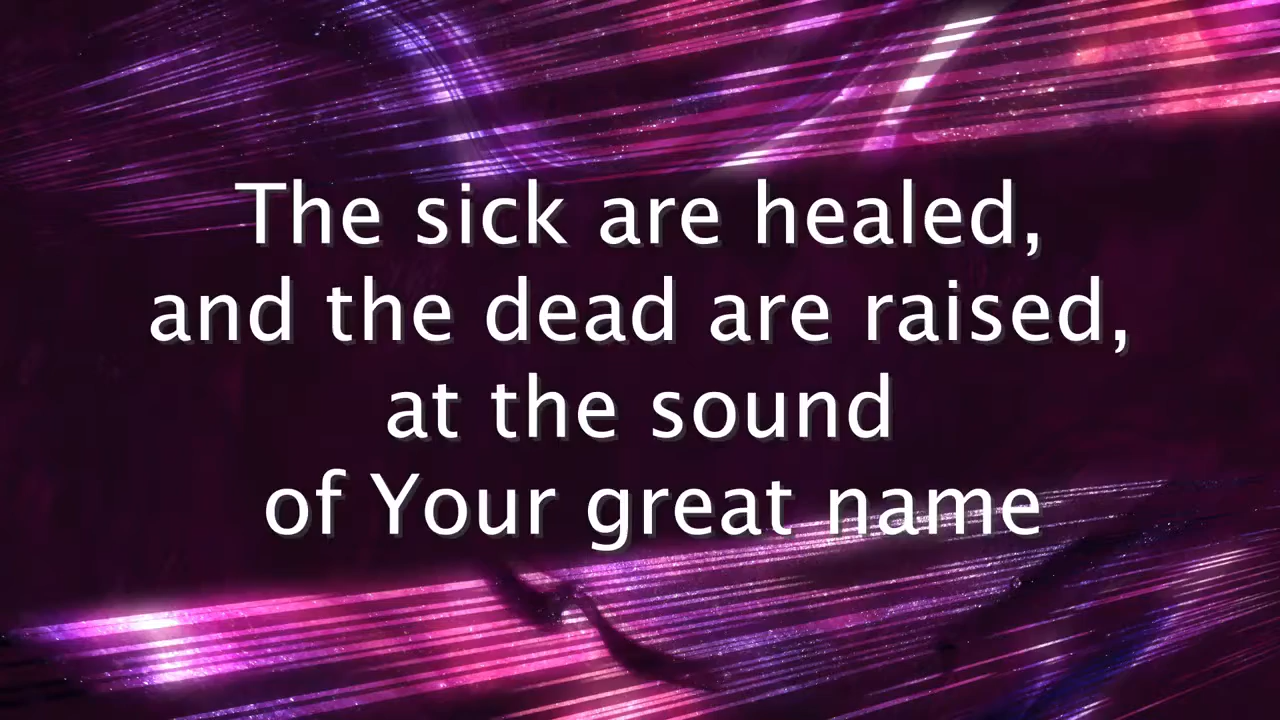 The sick are healed,
and the dead are raised,
at the sound
of Your great name